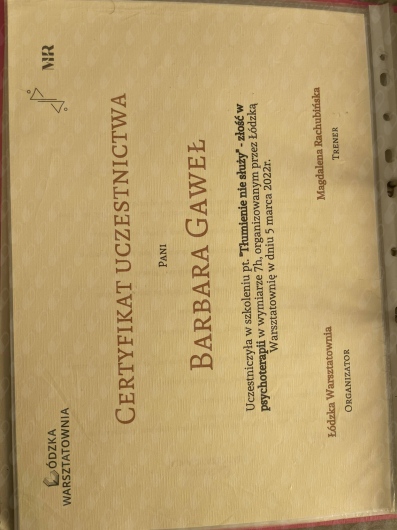 ŁÓDZKA
WARSZTATOWNIA
MR
CERTYFIKAT UCZESTNICTWA
PANI
BARBARA GAWEŁ
Uczestniczyła w szkoleniu pt. "Tłumienie nie służy" - złość w
psychoterapii w wymiarze 7h, organizowanym przez Łódzką
Warsztatownię w dniu 5 marca 2022r.
Łódzka Warsztatownia
ORGANIZATOR
Magdalena Rachubińska
TRENER